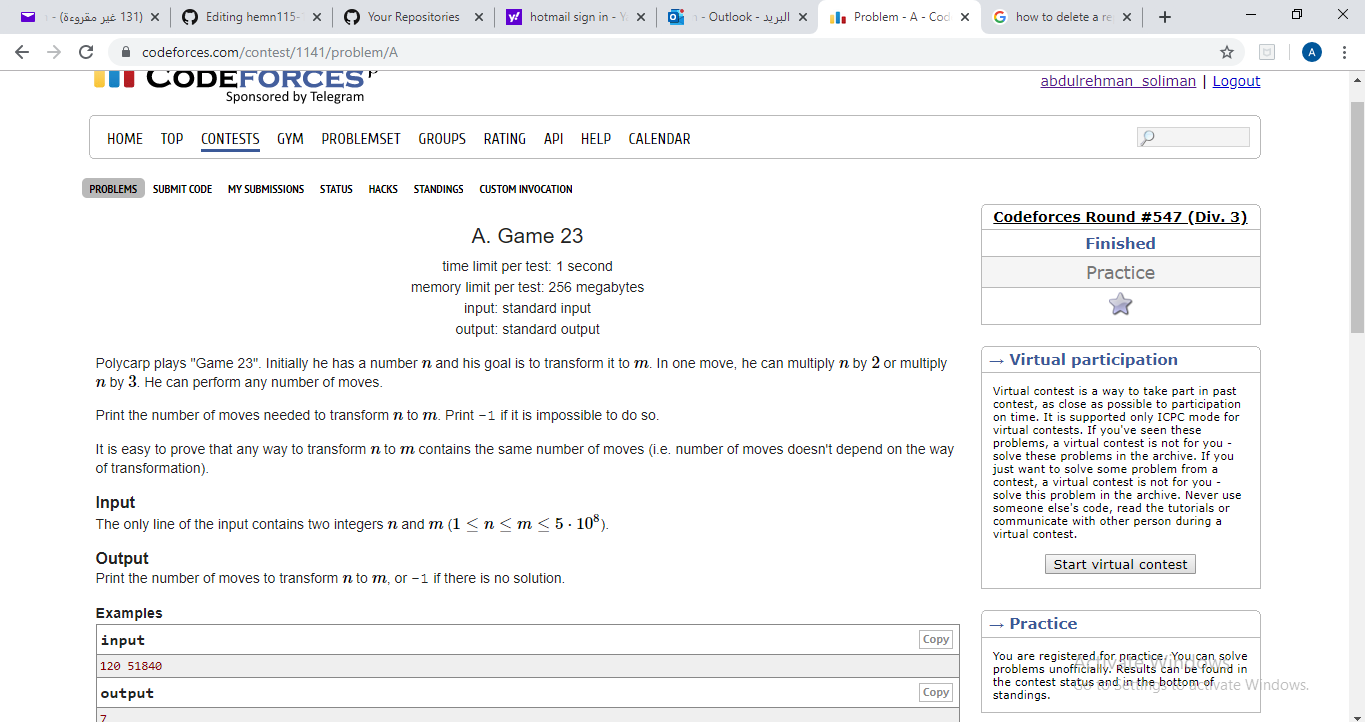 (131 غير مقروءة) -
Editing hemn115-
Your Repositories
hotmail sign in - Ya
البريد - Outlook -
Problem - A - Cod
how to delete a re
codeforces.com/contest/1141/problem/A
A
CODEFORCES
Sponsored by Telegram
abdulrehman_soliman | Logout
HOME TOP CONTESTS GYM PROBLEMSET GROUPS RATING API HELP CALENDAR
PROBLEMS SUBMIT CODE MY SUBMISSIONS STATUS HACKS STANDINGS CUSTOM INVOCATION
A. Game 23
time limit per test: 1 second
memory limit per test: 256 megabytes
input: standard input
output: standard output
Polycarp plays "Game 23". Initially he has a number n and his goal is to transform it to m. In one move, he can multiply n by 2 or multiply
n by 3. He can perform any number of moves.
Print the number of moves needed to transform n to m. Print -1 if it is impossible to do so.
It is easy to prove that any way to transform n to m contains the same number of moves (i.e. number of moves doesn't depend on the way
of transformation).
Input
The only line of the input contains two integers n and m (1 ≤ n ≤ m ≤ 5 · 10⁸).
Output
Print the number of moves to transform n to m, or -1 if there is no solution.
Examples
input
Copy
120 51840
output
Copy
7
Codeforces Round #547 (Div. 3)
Finished
Practice
→ Virtual participation
Virtual contest is a way to take part in past
contest, as close as possible to participation
on time. It is supported only ICPC mode for
virtual contests. If you've seen these
problems, a virtual contest is not for you -
solve these problems in the archive. If you
just want to solve some problem from a
contest, a virtual contest is not for you -
solve this problem in the archive. Never use
someone else's code, read the tutorials or
communicate with other person during a
virtual contest.
Start virtual contest
→ Practice
You are registered for practice. You can solve
problems unofficially. Results can be found in
the contest status and in the bottom of
standings.
Activate Windows
Go to Settings to activate Windows.